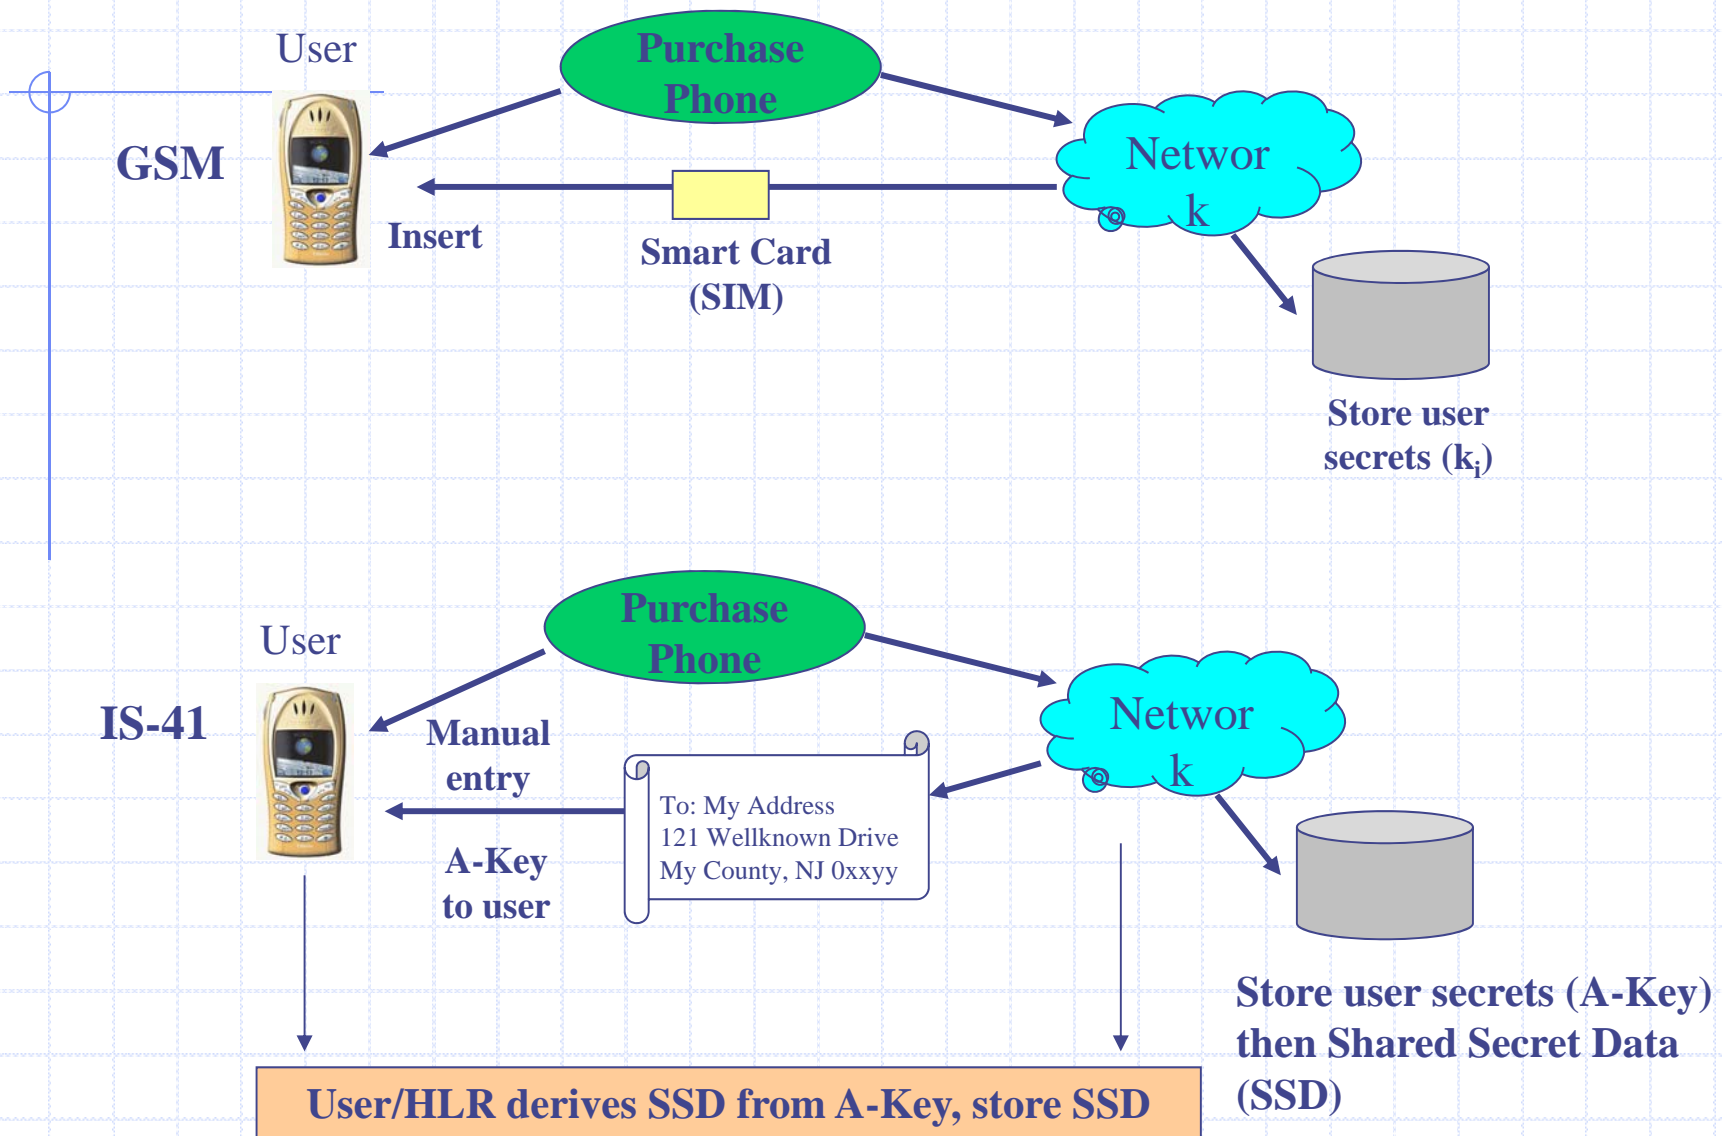 User
Purchase
Phone
GSM
Networ
k
Insert
Smart Card
(SIM)
Store user
secrets (ki)
User
Purchase
Phone
IS-41
Manual
entry
Networ
k
To: My Address
121 Wellknown Drive
My County, NJ 0xxyy
A-Key
to user
Store user secrets (A-Key)
then Shared Secret Data
(SSD)
User/HLR derives SSD from A-Key, store SSD